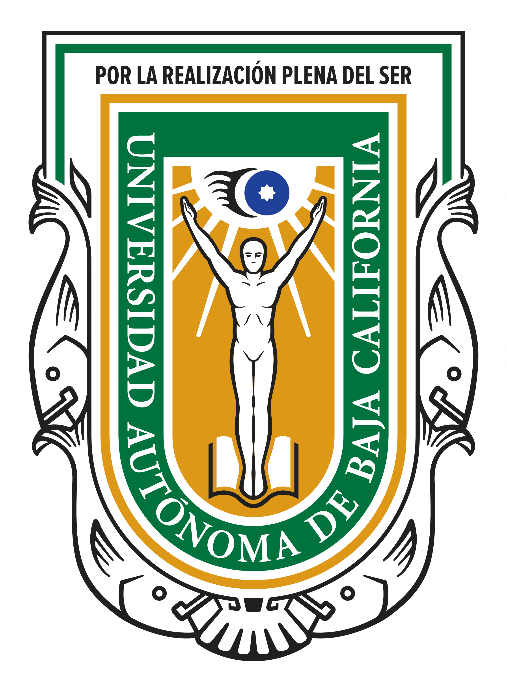 POR LA REALIZACIÓN PLENA DEL SER
UNIVERSIDAD AUTÓNOMA DE BAJA CALIFORNIA